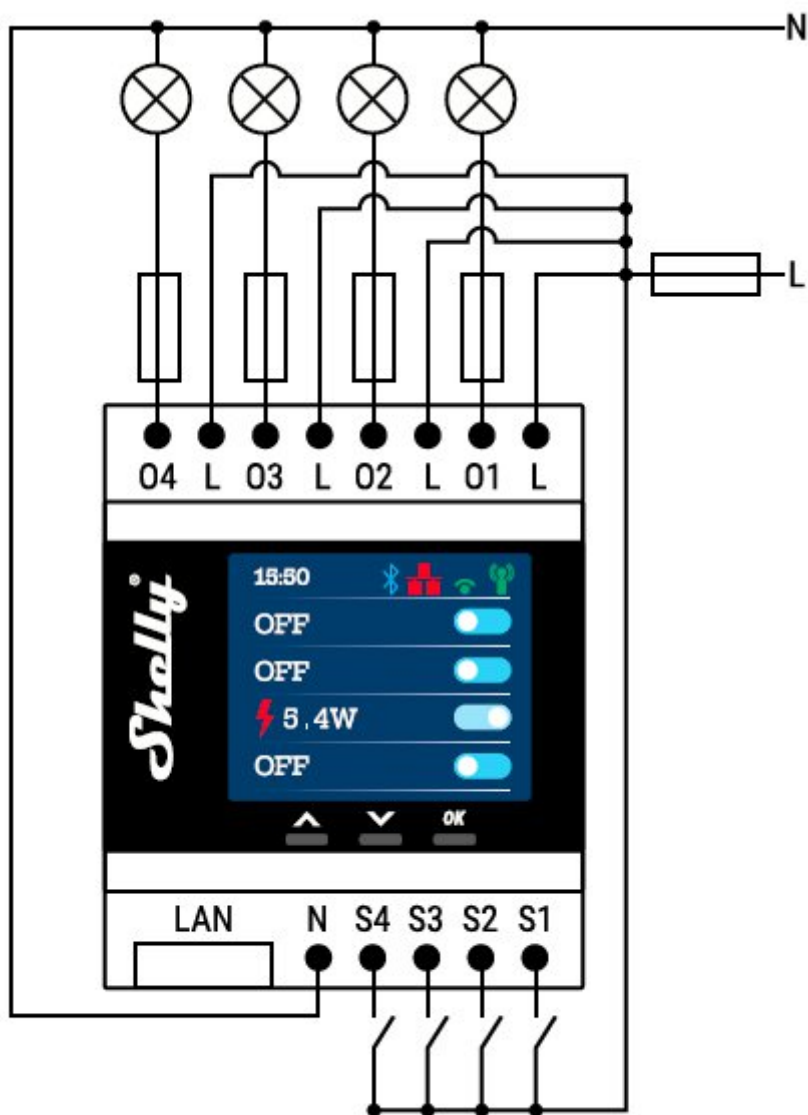 N
L
O4 L O3 L O2 L O1 L
Shelly®
15:50
OFF
OFF
5.4W
OFF
OK
LAN N S4 S3 S2 S1